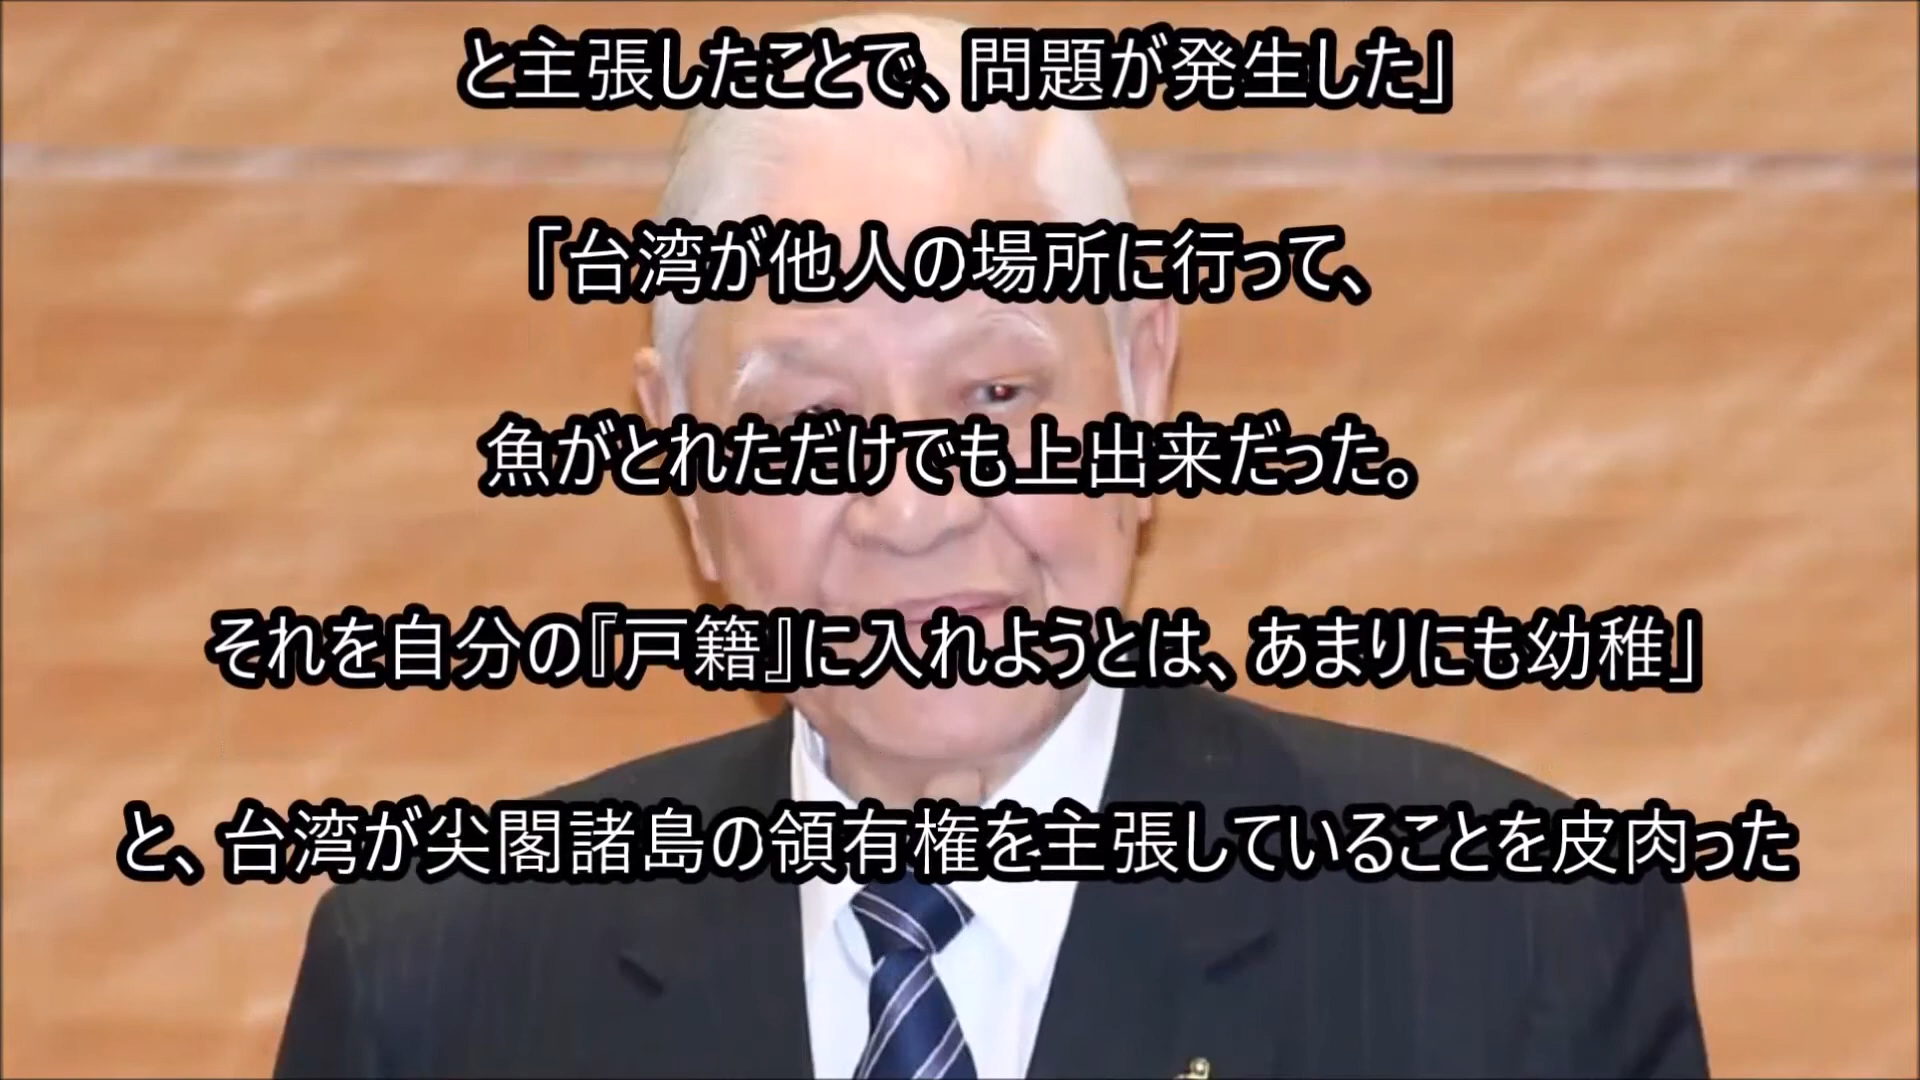 と主張したことで、問題が発生した」
「台湾が他人の場所に行って、
魚がとれただけでも上出来だった。
それを自分の『戸籍』に入れようとは、あまりにも幼稚」
と、台湾が尖閣諸島の領有権を主張していることを皮肉った